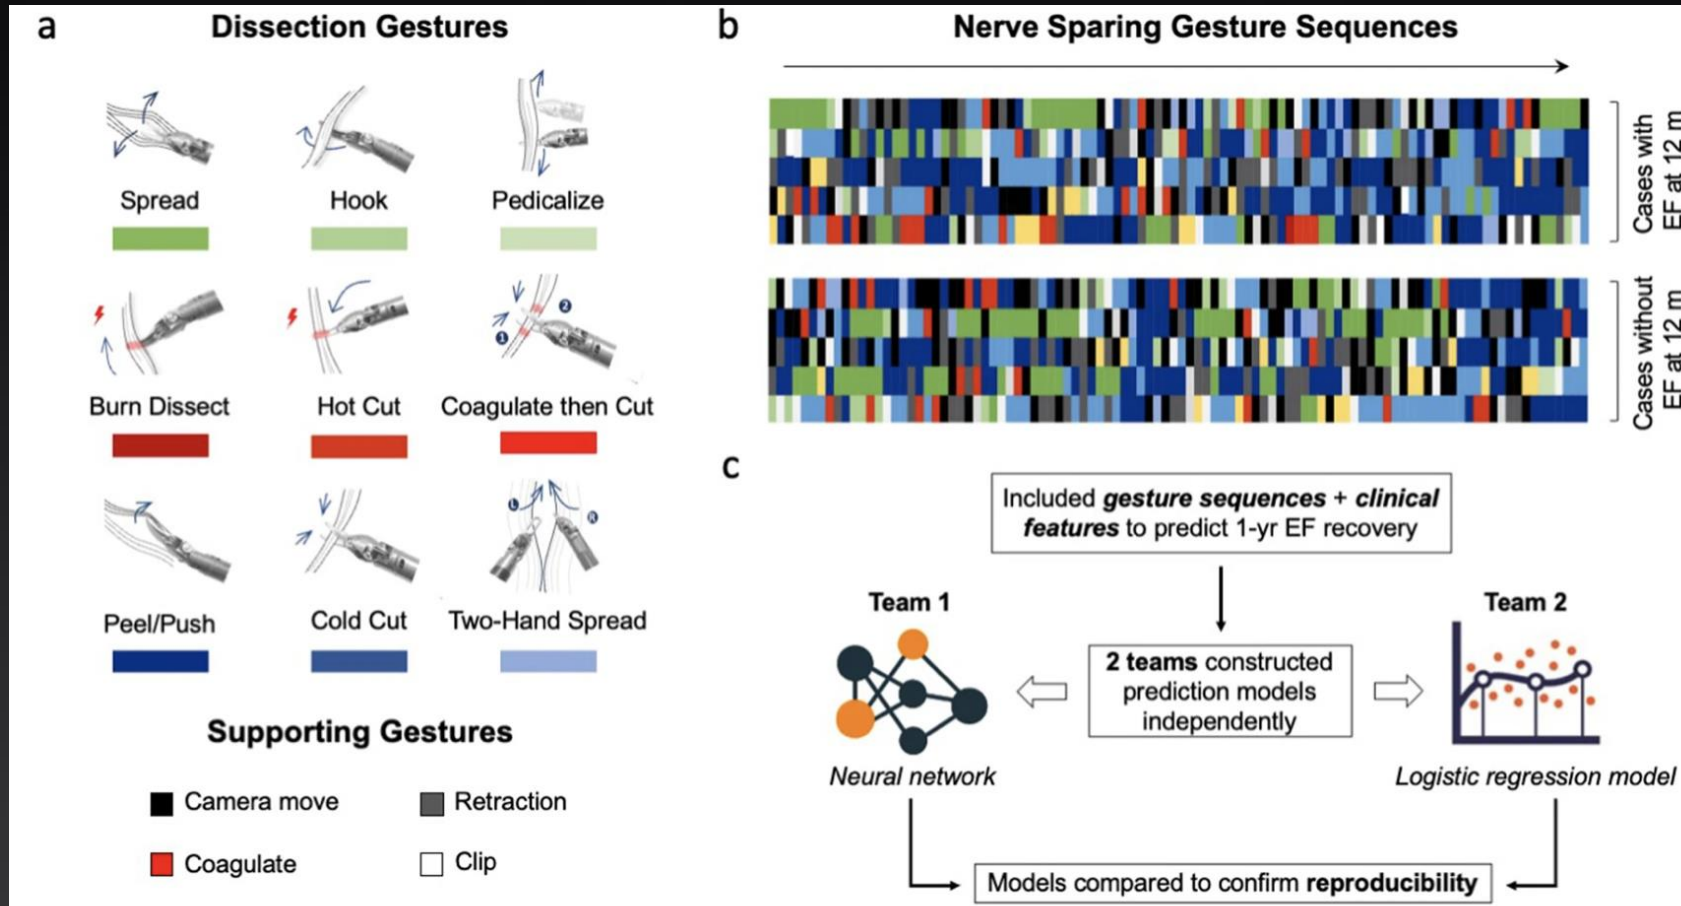 a
Dissection Gestures
Spread
Hook
Pedicalize
Burn Dissect
Hot Cut
Coagulate then Cut
1
2
Peel/Push
Cold Cut
Two-Hand Spread
L
R
Supporting Gestures
Camera move
Retraction
Coagulate
Clip
b
Nerve Sparing Gesture Sequences
Cases with
EF at 12 m
Cases without
EF at 12 m
c
Included gesture sequences + clinical
features to predict 1-yr EF recovery
Team 1
Team 2
2 teams constructed
prediction models
independently
Neural network
Logistic regression model
Models compared to confirm reproducibility